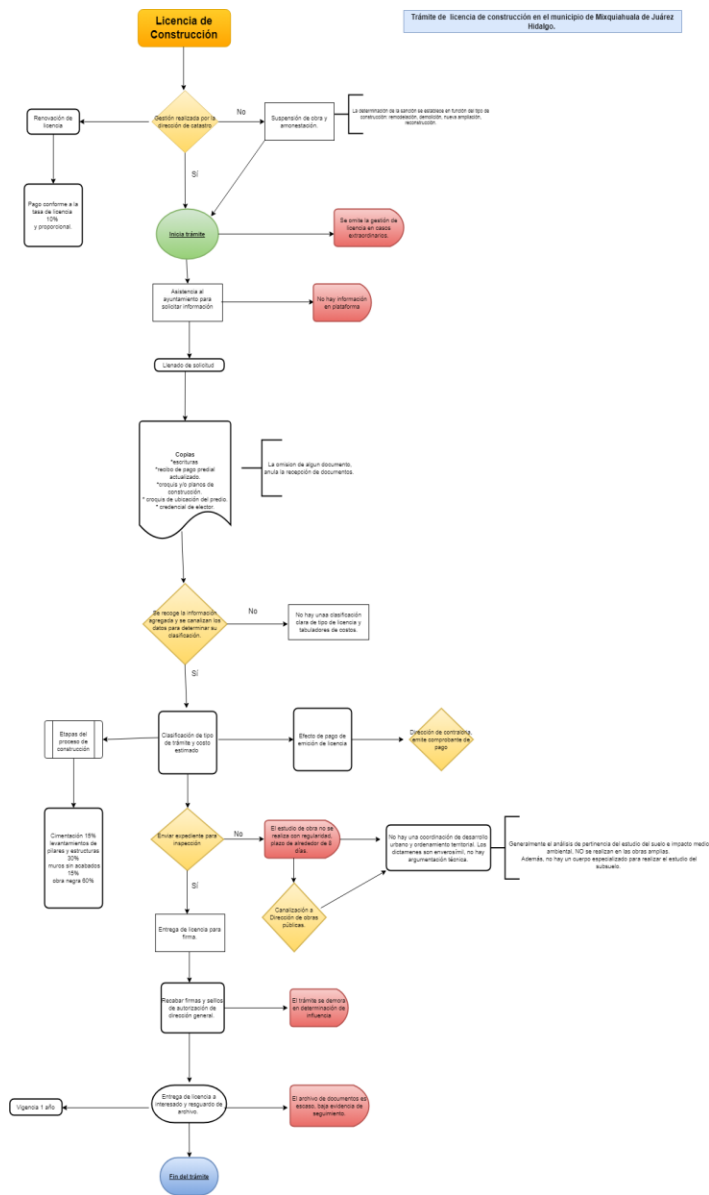 Licencia de
Construcción
Trámite de licencia de construcción en el municipio de Mixquiahuala de Juárez
Hidalgo.
Renovación de
licencia
Gestión realizada por la
dirección de catastro
No
Suspensión de obra y
amonestación.
La determinación de la sanción se establece en función del tipo de
construcción: remodelación, demolición, nueva ampliación,
reconstrucción.
Sí
Pago conforme a la
tasa de licencia
10%
y proporcional.
Inicia trámite
Se omite la gestión de
licencia en casos
extraordinarios.
Asistencia al
ayuntamiento para
solicitar información
No hay información
en plataforma
Llenado de solicitud
Copias
*escrituras
*recibo de pago predial
actualizado.
*croquis y/o planos de
construcción.
* croquis de ubicación del predio.
* credencial de elector.
La omision de algun documento,
anula la recepción de documentos.
Se recoge la información
agregada y se canalizan los
datos para determinar su
clasificación.
No
No hay unas clasificación
clara de tipo de licencia y
tabuladores de costos.
Sí
Etapas del
proceso de
construcción
Clasificación de tipo
de trámite y costo
estimado
Efecto de pago de
emición de licencia
Dirección de contraloria,
emite comprobante de
pago
Cimentación 15%
levantamientos de
pilares y estructuras
30%
muros sin acabados
15%
obra negra 60%
Enviar expediente para
inspección
No
El estudio de obra no se
realiza con regularidad,
plazo de alrededor de 8
días.
No hay una coordinación de desarrollo
urbano y ordenamiento territorial. Los
dictamenes son enverosímil, no hay
argumentación técnica.
Generalmente el análisis de pertinencia del estudio del suelo e impacto medio
ambiental, NO se realizan en las obras amplias.
Además, no hay un cuerpo especializado para realizar el estudio del
subsuelo.
Sí
Canalización a
Dirección de obras
públicas.
Entrega de licencia para
firma.
Recabar firmas y sellos
de autorización de
dirección general.
El trámite se demora
en determinación de
influencia
Vigencia 1 año
Entrega de licencia a
interesado y resguardo de
archivo.
El archivo de documentos es
escaso, baja evidencia de
seguimiento.
Fin del trámite